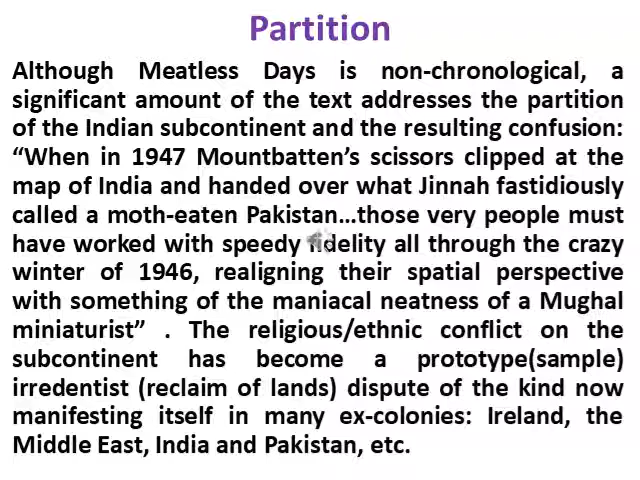 Partition
Although Meatless Days is non-chronological, a
significant amount of the text addresses the partition
of the Indian subcontinent and the resulting confusion:
“When in 1947 Mountbatten’s scissors clipped at the
map of India and handed over what Jinnah fastidiously
called a moth-eaten Pakistan…those very people must
have worked with speedy fidelity all through the crazy
winter of 1946, realigning their spatial perspective
with something of the maniacal neatness of a Mughal
miniaturist” . The religious/ethnic conflict on the
subcontinent has become a prototype(sample)
irredentist (reclaim of lands) dispute of the kind now
manifesting itself in many ex-colonies: Ireland, the
Middle East, India and Pakistan, etc.